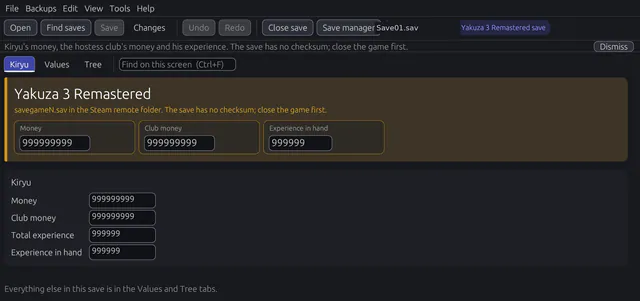 File Backups Edit View Tools Help
Open Find saves Save Changes Undo Redo Close save Save manager Save01.sav Yakuza 3 Remastered save
Kiryu's money, the hostess club's money and his experience. The save has no checksum; close the game first. Dismiss
Kiryu Values Tree Find on this screen (Ctrl+F)
Yakuza 3 Remastered
savegameN.sav in the Steam remote folder. The save has no checksum; close the game first.
Money Club money Experience in hand
999999999 999999999 999999
Kiryu
Money 999999999
Club money 999999999
Total experience 999999
Experience in hand 999999
Everything else in this save is in the Values and Tree tabs.